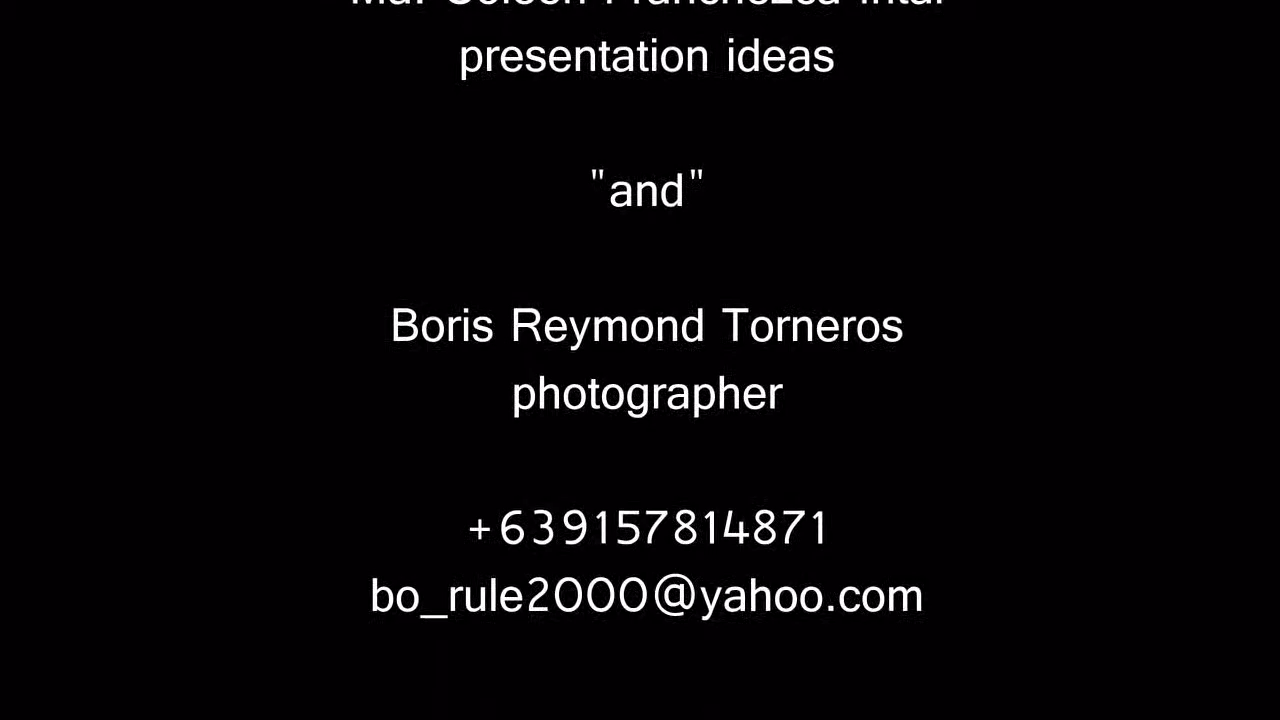 presentation ideas
"and"
Boris Reymond Torneros
photographer
+639157814871
bo_rule2000@yahoo.com